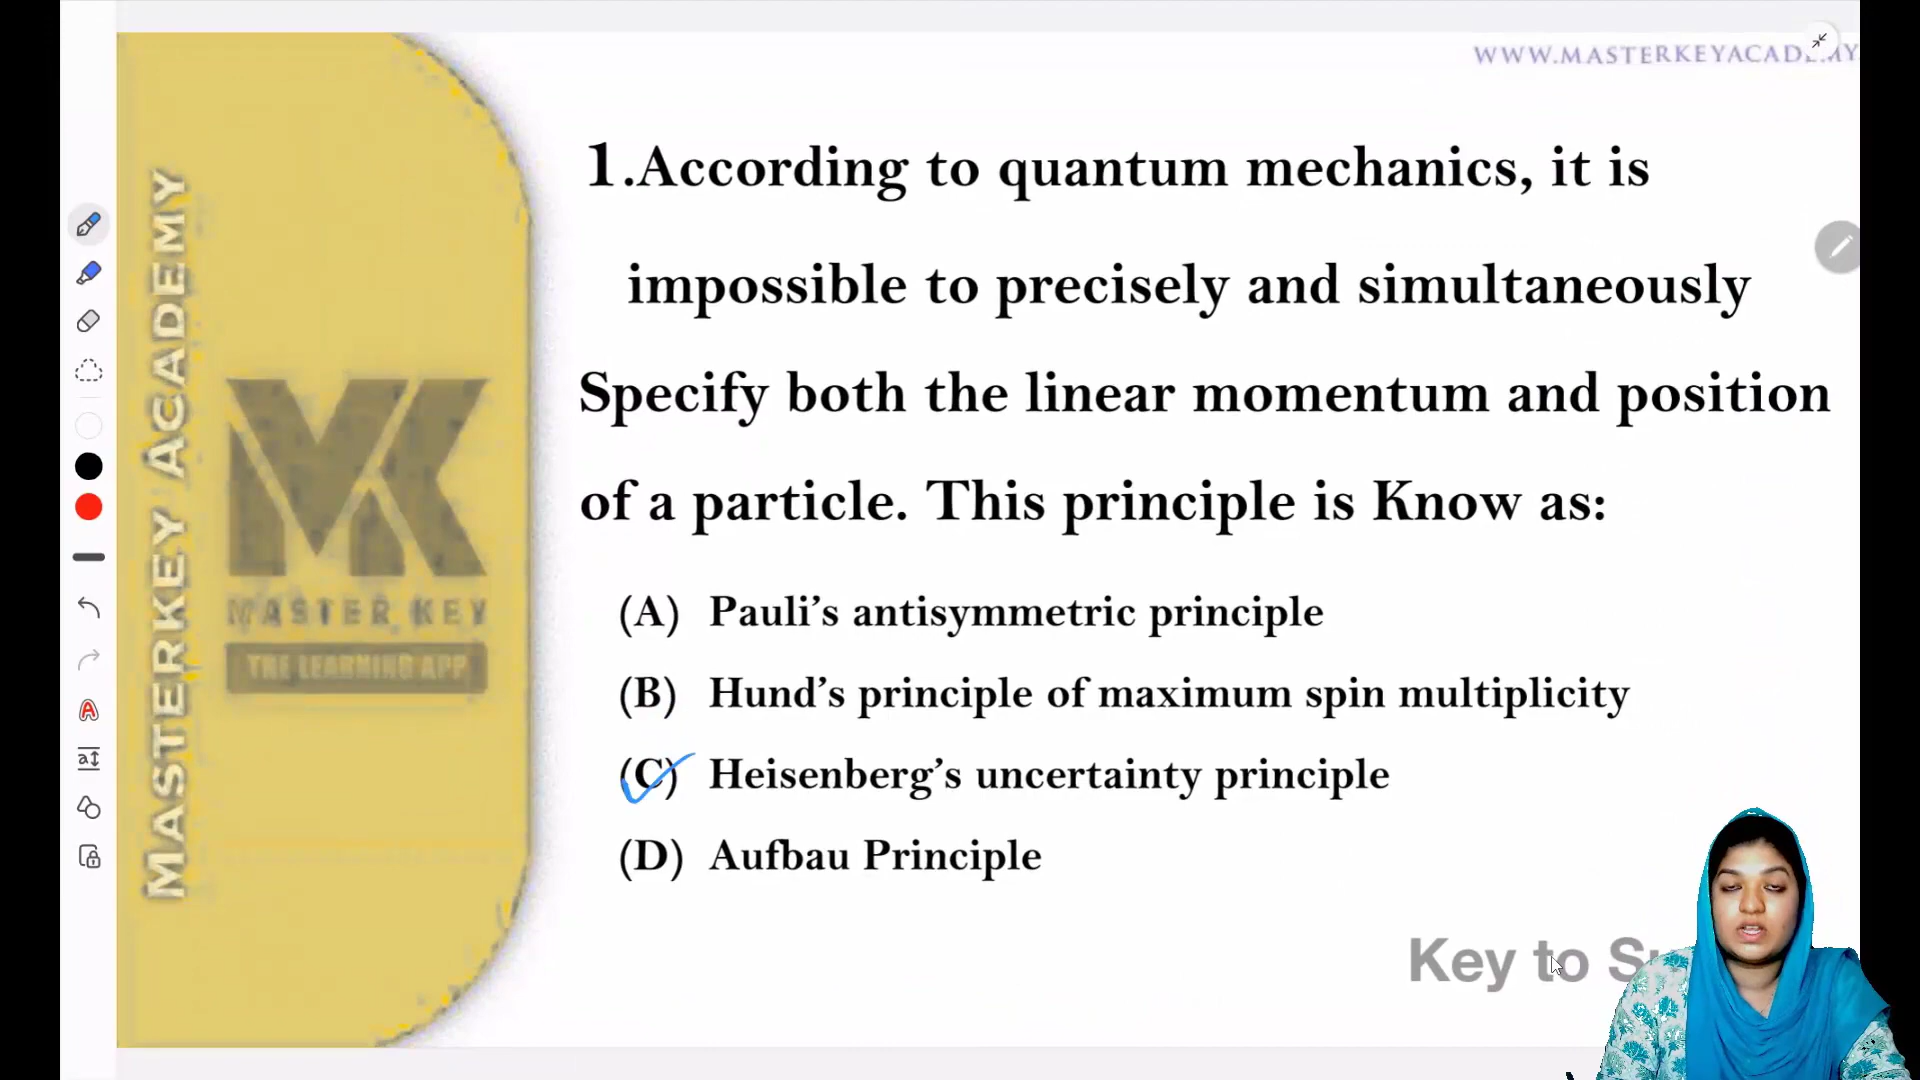 WWW.MASTERKEYACAD
1.According to quantum mechanics, it is
impossible to precisely and simultaneously
Specify both the linear momentum and position
of a particle. This principle is Know as:
(A) Pauli’s antisymmetric principle
(B) Hund’s principle of maximum spin multiplicity
(C) Heisenberg’s uncertainty principle
(D) Aufbau Principle
Key to
MASTERKEY ACADEMY
MK
MASTER KEY
THE LEARNING APP